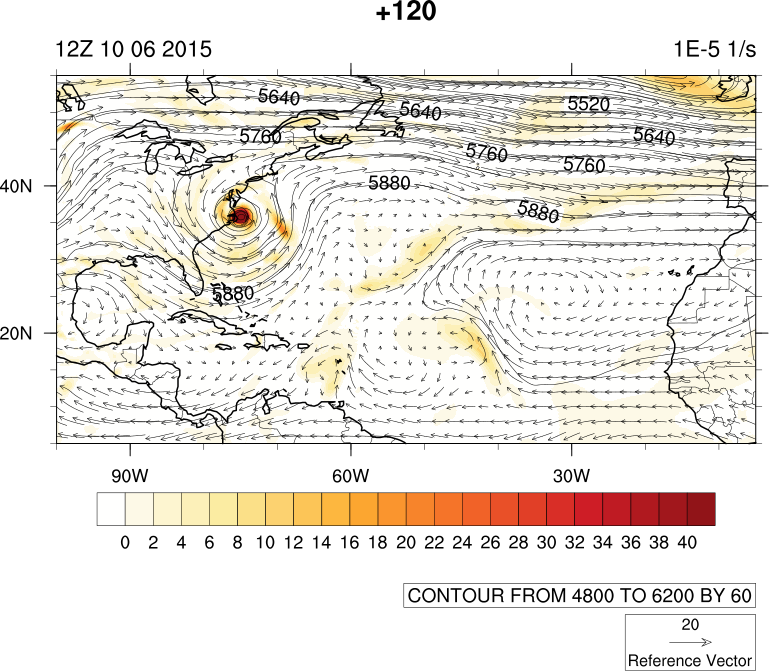 +120
12Z 10 06 2015 1E-5 1/s
5640 5640 5520
5760 5640
5760 5760
40N 5880
5880
5880
20N
90W 60W 30W
0 2 4 6 8 10 12 14 16 18 20 22 24 26 28 30 32 34 36 38 40
CONTOUR FROM 4800 TO 6200 BY 60
20
Reference Vector